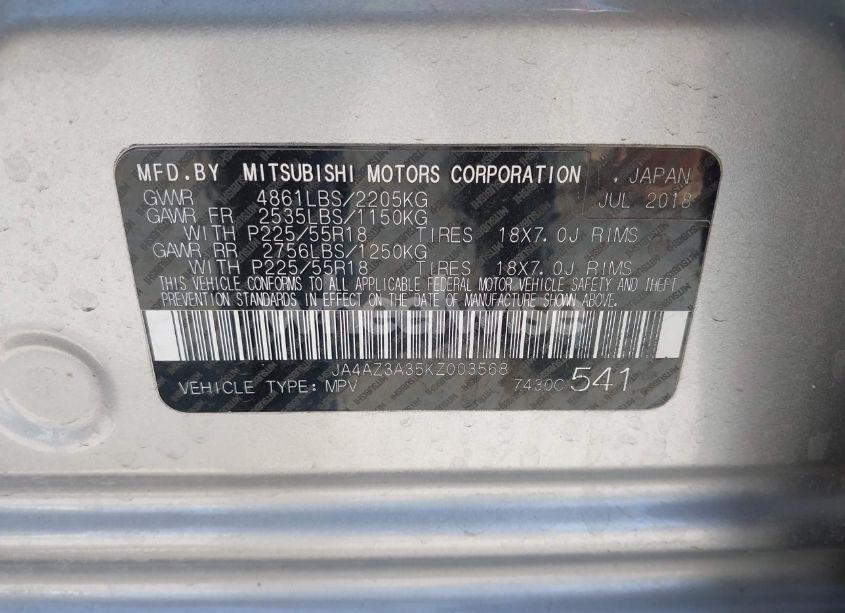 MFD.BY MITSUBISHI MOTORS CORPORATION , JAPAN
GVWR 4861LBS/2205KG JUL 2018
GAWR FR 2535LBS/1150KG
WITH P225/55R18 TIRES 18X7.0J RIMS
GAWR RR 2756LBS/1250KG
WITH P225/55R18 TIRES 18X7.0J RIMS
THIS VEHICLE CONFORMS TO ALL APPLICABLE FEDERAL MOTOR VEHICLE SAFETY AND THEFT
PREVENTION STANDARDS IN EFFECT ON THE DATE OF MANUFACTURE SHOWN ABOVE.
JA4AZ3A35KZ003568
VEHICLE TYPE: MPV 7430C 541